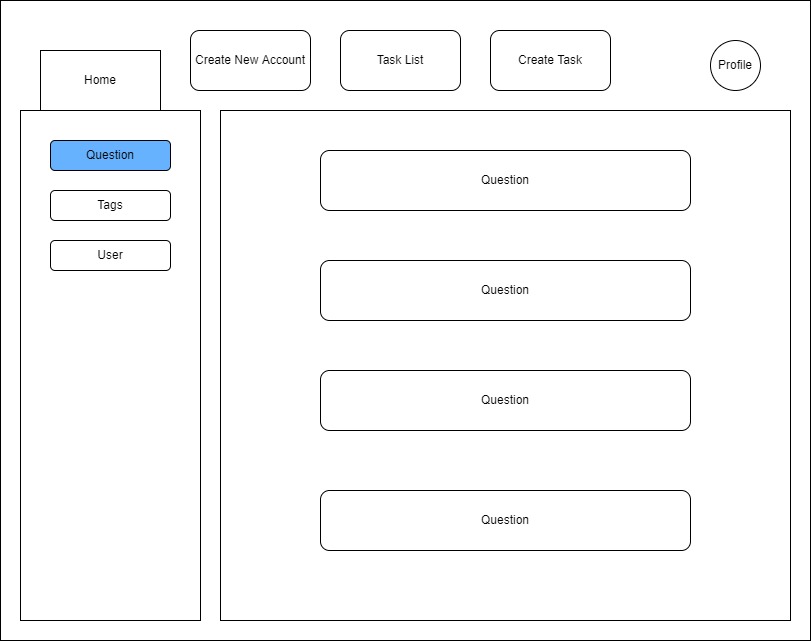 Home
Create New Account
Task List
Create Task
Profile
Question
Tags
User
Question
Question
Question
Question